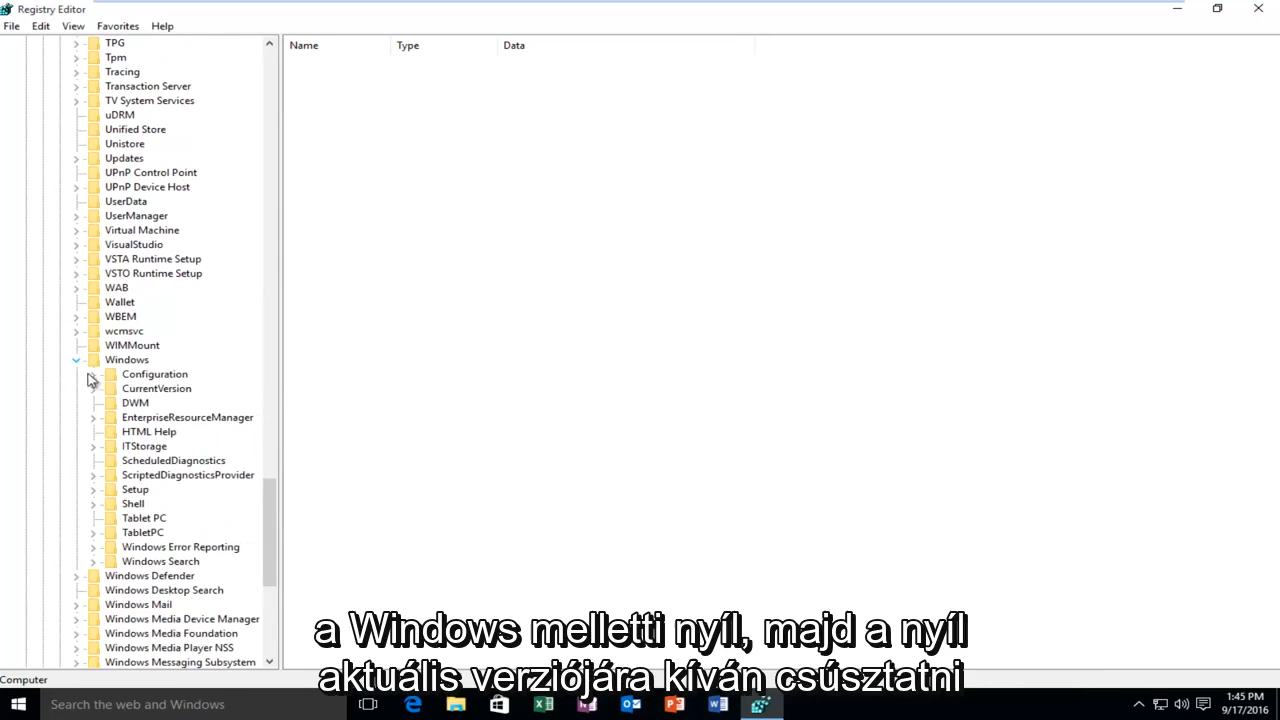 Registry Editor
File Edit View Favorites Help
Name Type Data
TPG
Tpm
Tracing
Transaction Server
TV System Services
uDRM
Unified Store
Unistore
Updates
UPnP Control Point
UPnP Device Host
UserData
UserManager
Virtual Machine
VisualStudio
VSTA Runtime Setup
VSTO Runtime Setup
WAB
Wallet
WBEM
wcmsvc
WIMMount
Windows
Configuration
CurrentVersion
DWM
EnterpriseResourceManager
HTML Help
ITStorage
ScheduledDiagnostics
ScriptedDiagnosticsProvider
Setup
Shell
Tablet PC
TabletPC
Windows Error Reporting
Windows Search
Windows Defender
Windows Desktop Search
Windows Mail
Windows Media Device Manager
Windows Media Foundation
Windows Media Player NSS
Windows Messaging Subsystem
a Windows melletti nyíl, majd a nyíl
aktuális verziójára kíván csúsztatni
Computer
Search the web and Windows
1:45 PM
9/17/2016